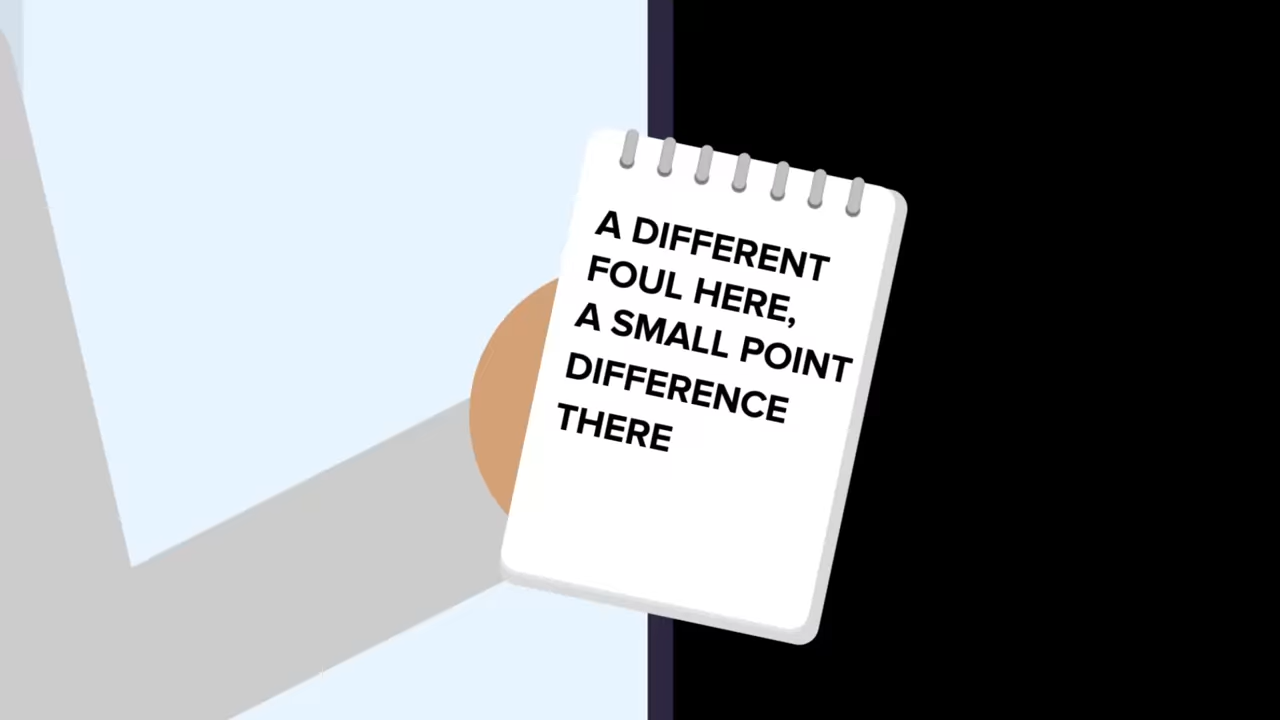 A DIFFERENT
FOUL HERE,
A SMALL POINT
DIFFERENCE
THERE